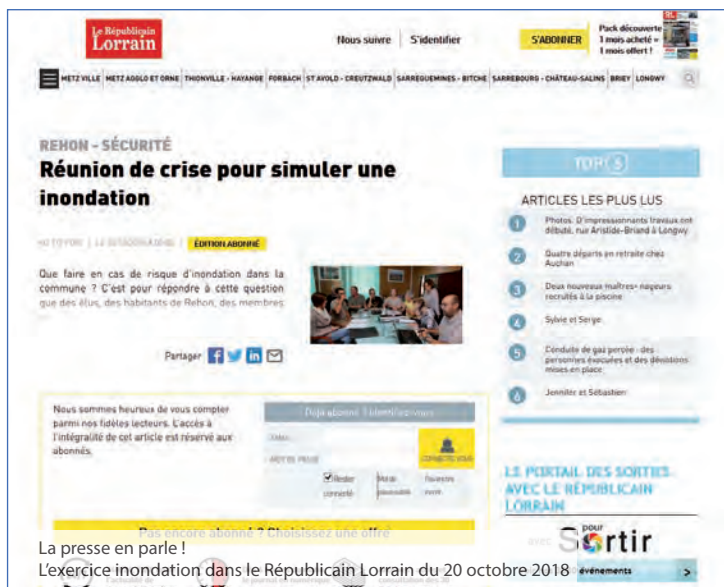 Le Républicain
Lorrain
Nous suivre
S'identifier
S'ABONNER
Pack découverte
1 mois acheté =
1 mois offert !
METZ VILLE
METZ AGGLO ET ORNE
THIONVILLE - HAYANGE
FORBACH
ST AVOLD - CREUTZWALD
SARREGUEMINES - BITCHE
SARREBOURG - CHÂTEAU-SALINS
BRIEY
LONGWY
REHON - SÉCURITÉ
Réunion de crise pour simuler une
inondation
ÉDITION ABONNÉ
Que faire en cas de risque d'inondation dans la
commune ? C'est pour répondre à cette question
que des élus, des habitants de Rehon, des membres
Partager
Nous sommes heureux de vous compter
parmi nos fidèles lecteurs. L'accès à
l'intégralité de cet article est réservé aux
abonnés.
Déjà abonné ? Identifiez-vous
MOT DE PASSE
CONNECTEZ-VOUS
Rester
connecté
Pas encore abonné ? Choisissez une offre
TOP 5
ARTICLES LES PLUS LUS
1
Photos. D'impressionnants travaux ont
débuté, rue Aristide-Briand à Longwy
2
Quatre départs en retraite chez
Auchan
3
Deux nouveaux maîtres-nageurs
recrutés à la piscine
4
Sylvie et Serge
5
Conduite de gaz percée : des
personnes évacuées et des déviations
mises en place
6
Jennifer et Sébastien
LE PORTAIL DES SORTIES
AVEC LE RÉPUBLICAIN
LORRAIN
pour
Sortir
événements
>
La presse en parle !
L'exercice inondation dans le Républicain Lorrain du 20 octobre 2018